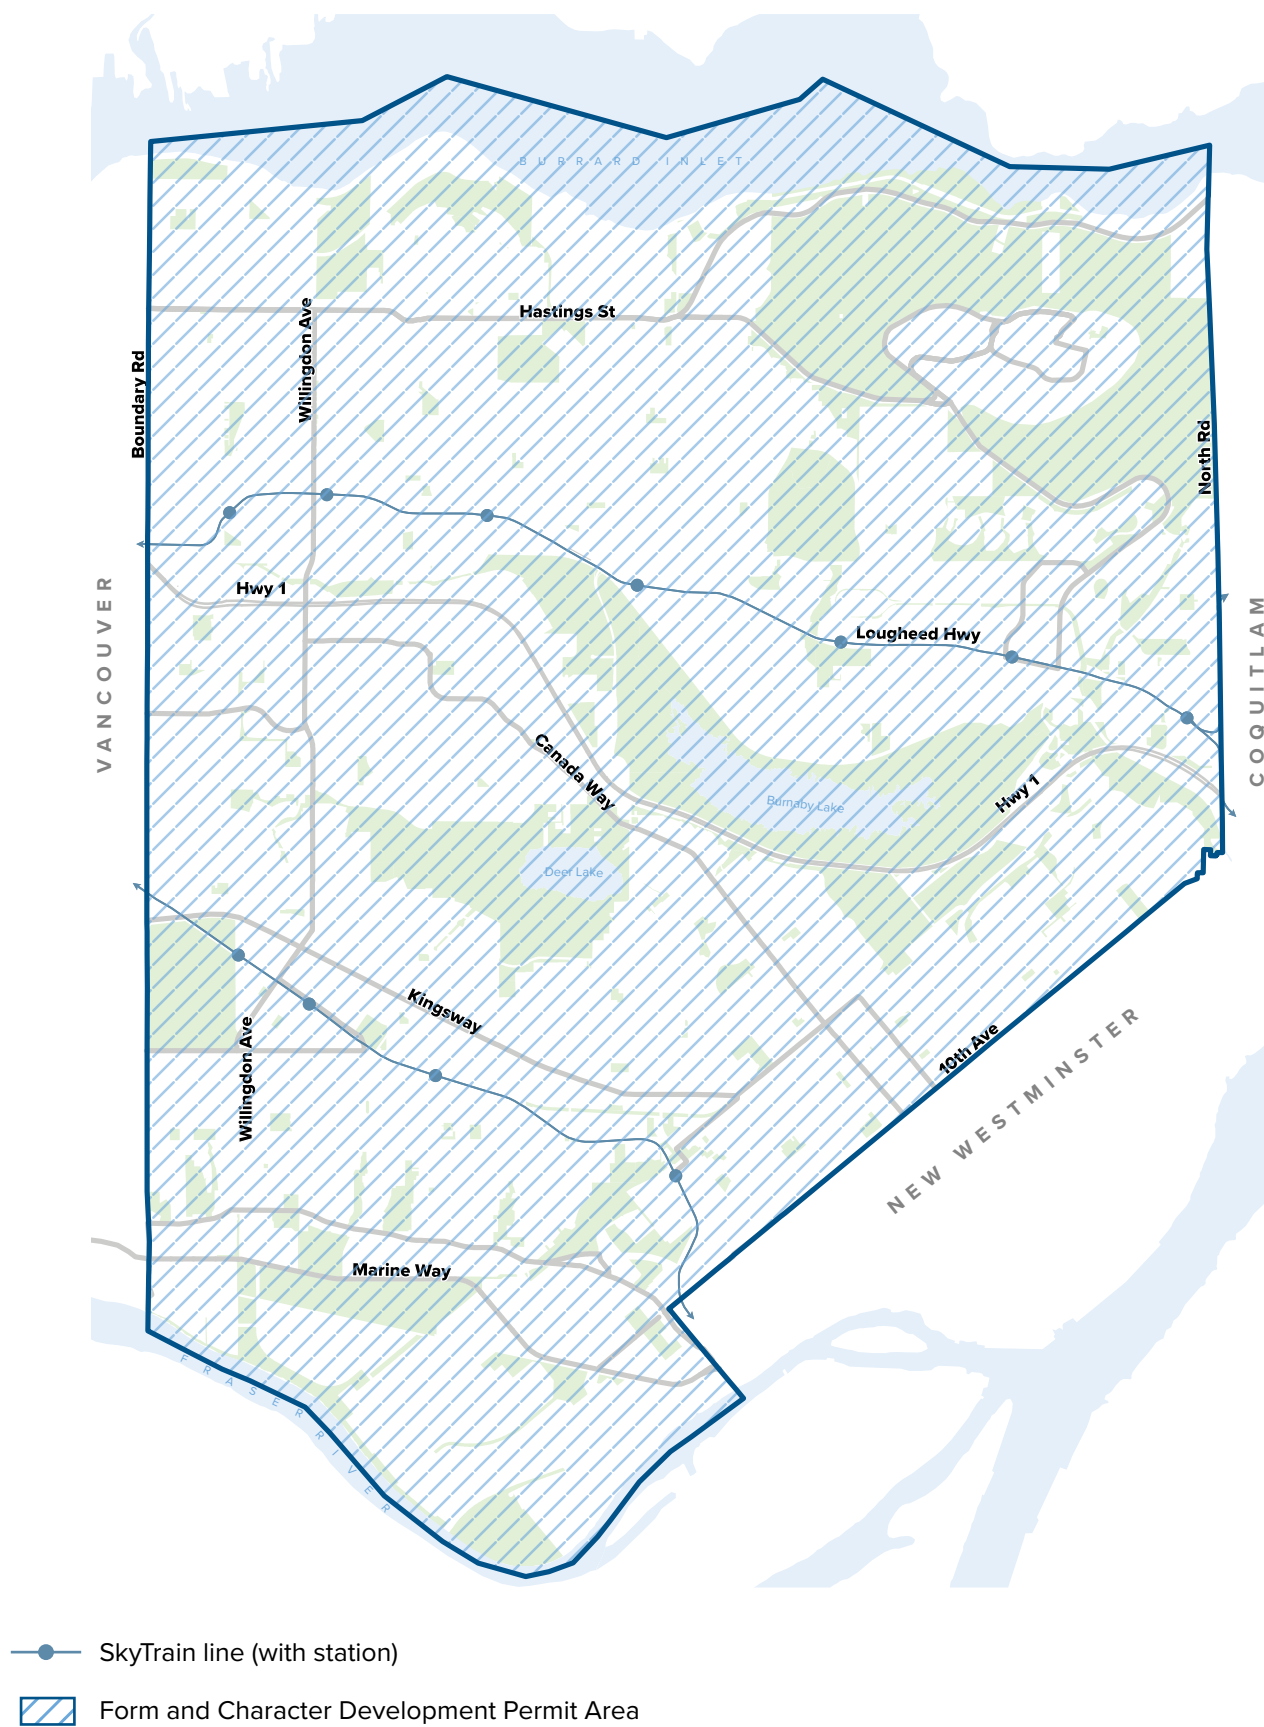 BURRARD INLET
Hastings St
Willingdon Ave
Boundary Rd
North Rd
Hwy 1
Lougheed Hwy
VANCOUVER
COQUITLAM
Canada Way
Burnaby Lake
Hwy 1
Deer Lake
Kingsway
Willingdon Ave
10th Ave
NEW WESTMINSTER
Marine Way
FRASER RIVER
SkyTrain line (with station)
Form and Character Development Permit Area